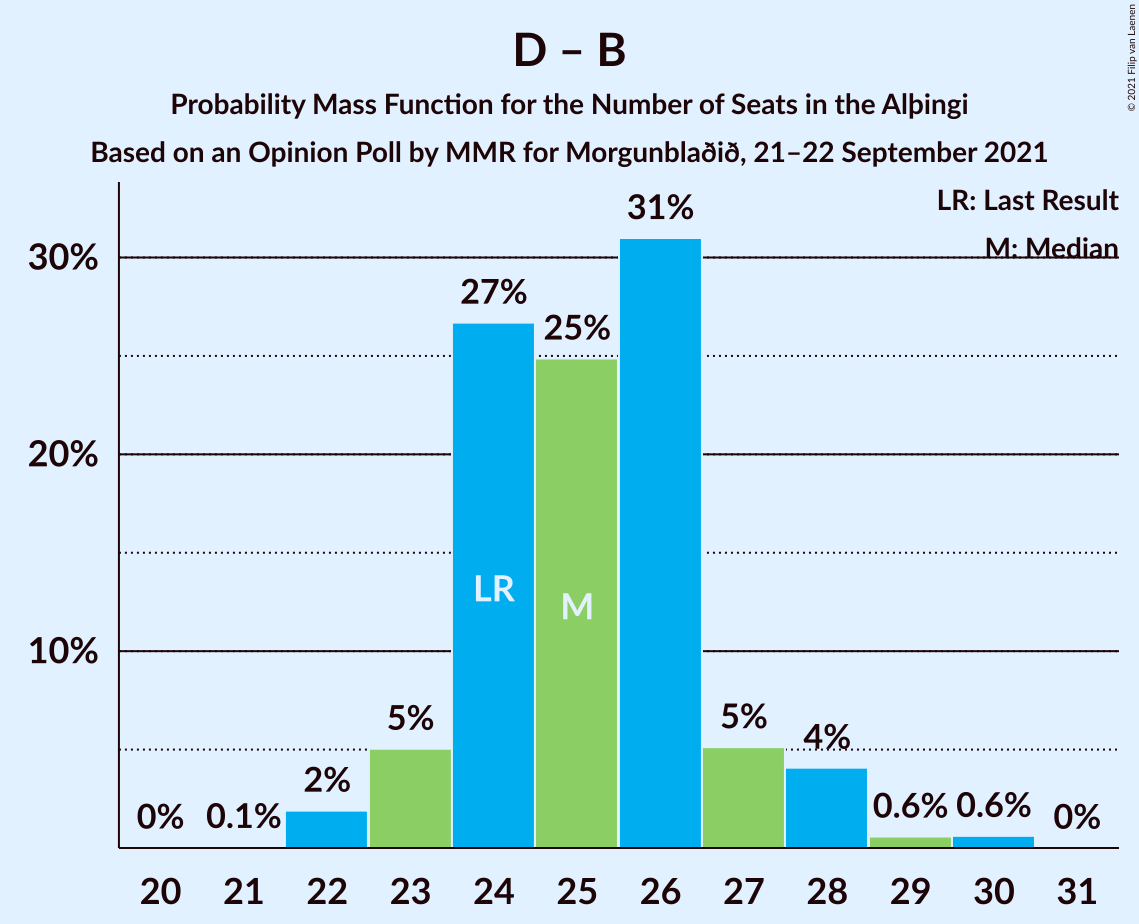 D – B
Probability Mass Function for the Number of Seats in the Alþingi
Based on an Opinion Poll by MMR for Morgunblaðið, 21–22 September 2021
© 2021 Filip van Laenen
LR: Last Result
M: Median
30%
20%
10%
0%
0.1%
2%
5%
27%
25%
31%
5%
4%
0.6%
0.6%
0%
LR
M
20 21 22 23 24 25 26 27 28 29 30 31